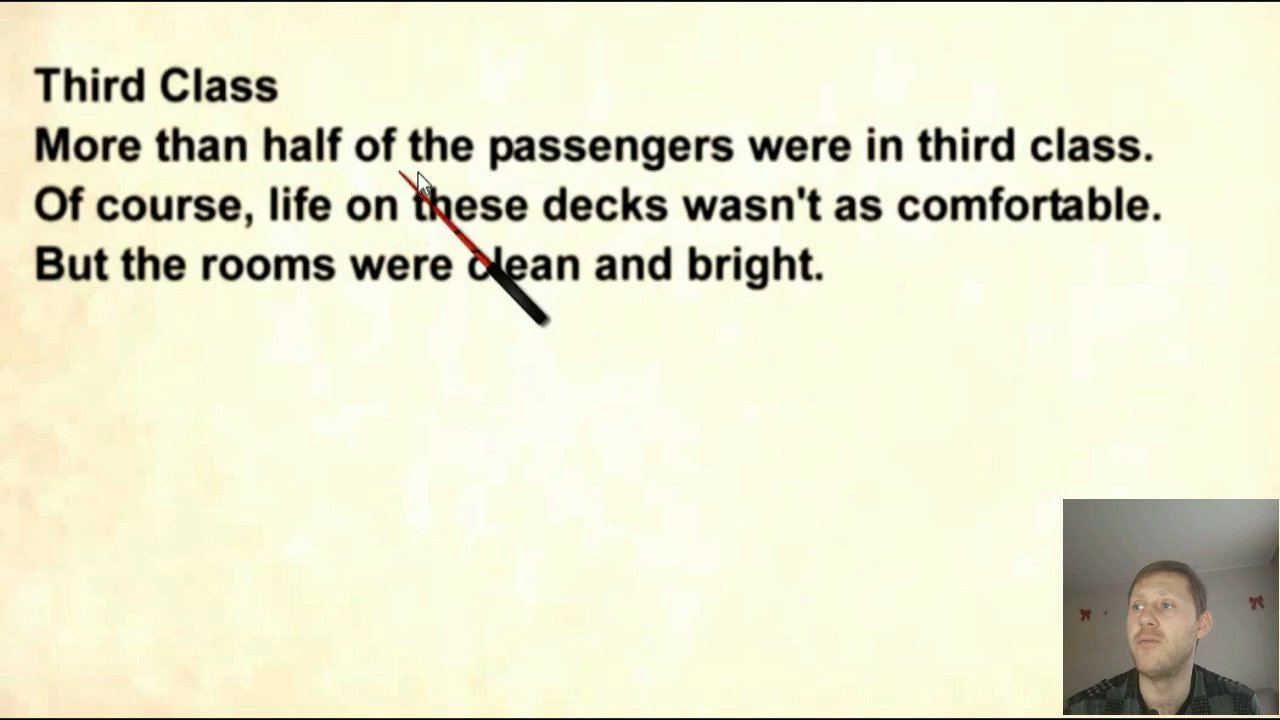 Third Class
More than half of the passengers were in third class.
Of course, life on these decks wasn't as comfortable.
But the rooms were clean and bright.